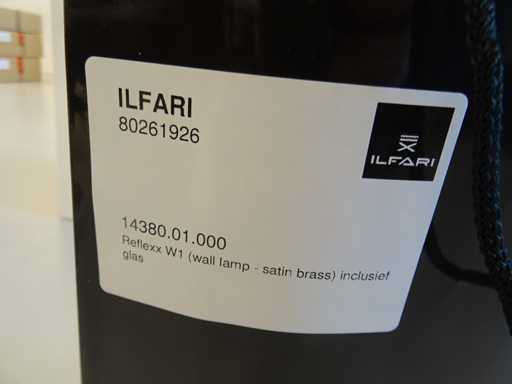 ILFARI
80261926
ILFARI
14380.01.000
Reflexx W1 (wall lamp - satin brass) inclusief
glas